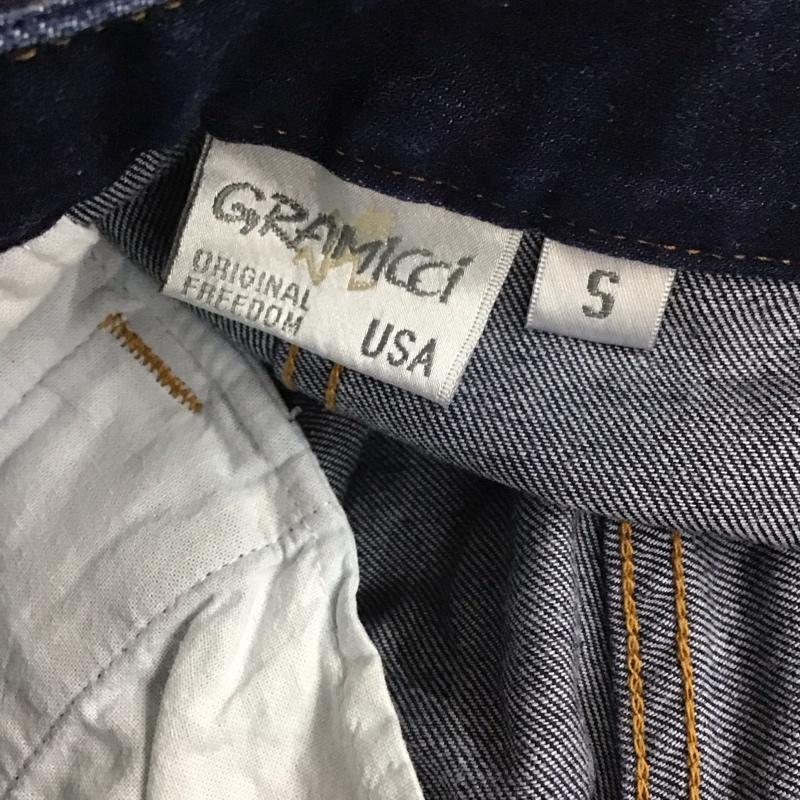 GRAMICCi
ORIGINAL
FREEDOM
USA
S